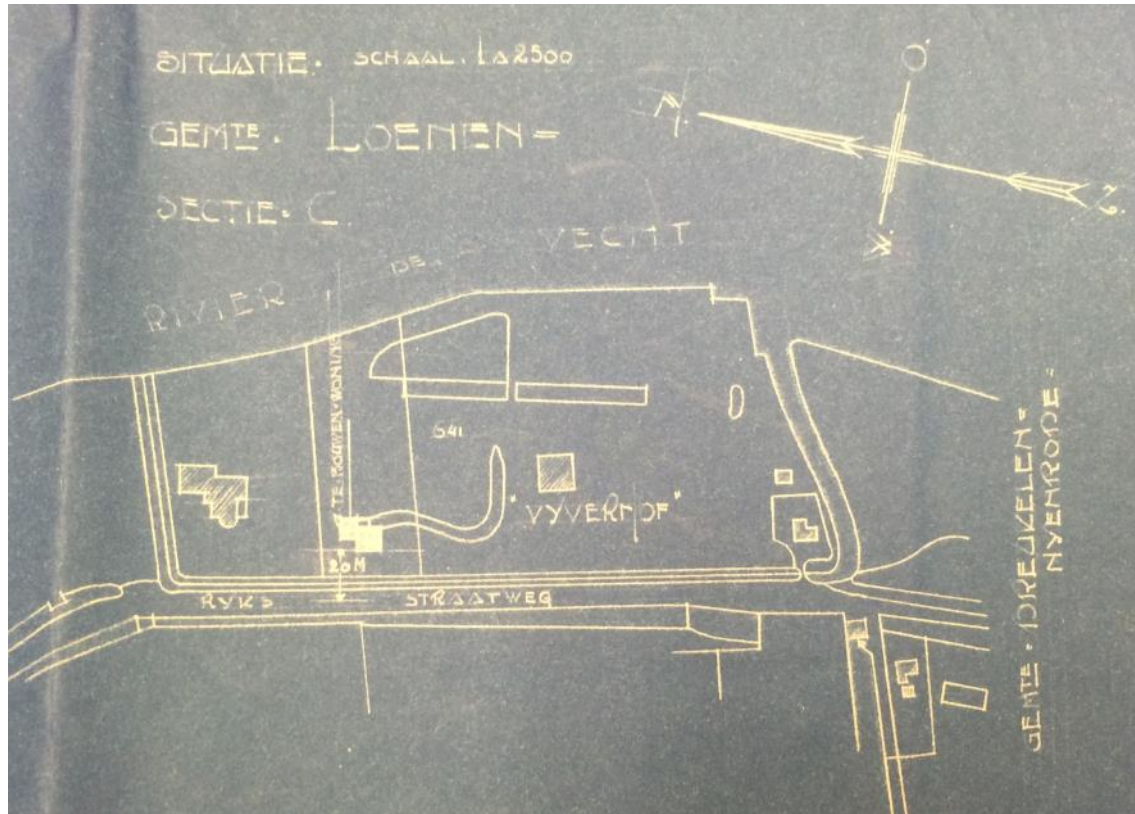 SITUATIE. SCHAAL. 1 A 2500
GEMTE. LOENEN=
SECTIE. C.
N.
O.
W.
Z.
RIVIER DE VECHT
TE BOUWEN WONING
641
"VYVERHOF"
20 M
RYKS STRAATWEG
GEMTE. BREUKELEN=
NYENRODE=